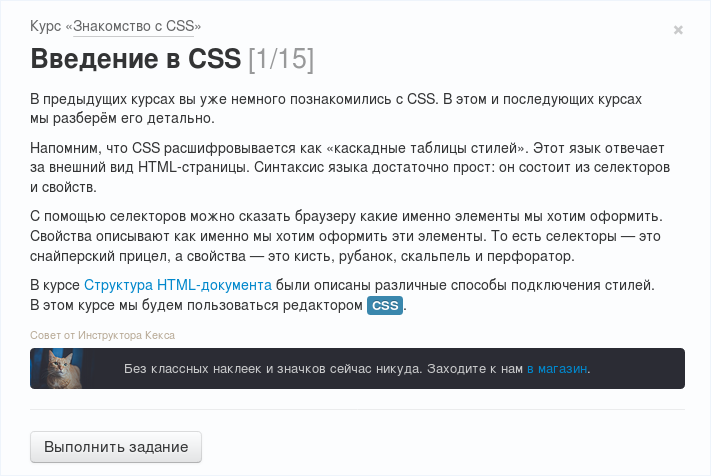 Курс «Знакомство с CSS»
×
Введение в CSS [1/15]
В предыдущих курсах вы уже немного познакомились с CSS. В этом и последующих курсах
мы разберём его детально.
Напомним, что CSS расшифровывается как «каскадные таблицы стилей». Этот язык отвечает
за внешний вид HTML-страницы. Синтаксис языка достаточно прост: он состоит из селекторов
и свойств.
С помощью селекторов можно сказать браузеру какие именно элементы мы хотим оформить.
Свойства описывают как именно мы хотим оформить эти элементы. То есть селекторы — это
снайперский прицел, а свойства — это кисть, рубанок, скальпель и перфоратор.
В курсе Структура HTML-документа были описаны различные способы подключения стилей.
В этом курсе мы будем пользоваться редактором CSS.
Совет от Инструктора Кекса
Без классных наклеек и значков сейчас никуда. Заходите к нам в магазин.
Выполнить задание